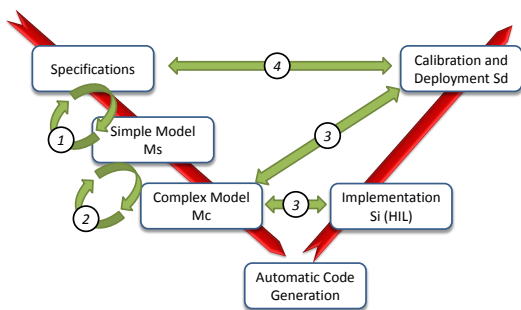 Specifications
4
Calibration and
Deployment Sd
1
Simple Model
Ms
3
2
Complex Model
Mc
3
Implementation
Si (HIL)
Automatic Code
Generation